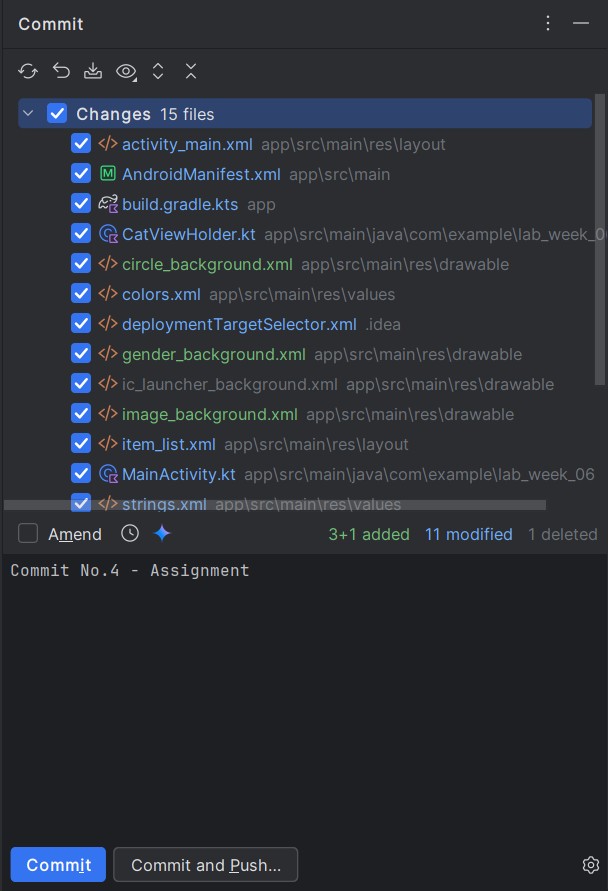 Commit
Changes 15 files
activity_main.xml app\src\main\res\layout
M AndroidManifest.xml app\src\main
build.gradle.kts app
CatViewHolder.kt app\src\main\java\com\example\lab_week_0
circle_background.xml app\src\main\res\drawable
colors.xml app\src\main\res\values
deploymentTargetSelector.xml .idea
gender_background.xml app\src\main\res\drawable
ic_launcher_background.xml app\src\main\res\drawable
image_background.xml app\src\main\res\drawable
item_list.xml app\src\main\res\layout
MainActivity.kt app\src\main\java\com\example\lab_week_06
strings.xml app\src\main\res\values
Amend 3+1 added 11 modified 1 deleted
Commit No.4 - Assignment
Commit Commit and Push...